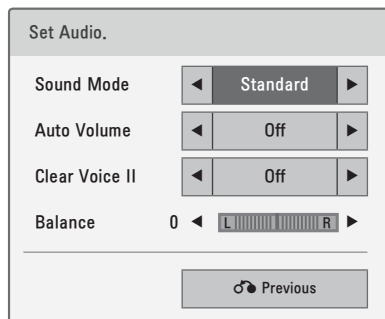 Set Audio.
Sound Mode ◀ Standard ▶
Auto Volume ◀ Off ▶
Clear Voice II ◀ Off ▶
Balance 0 ◀ L R ▶
Previous